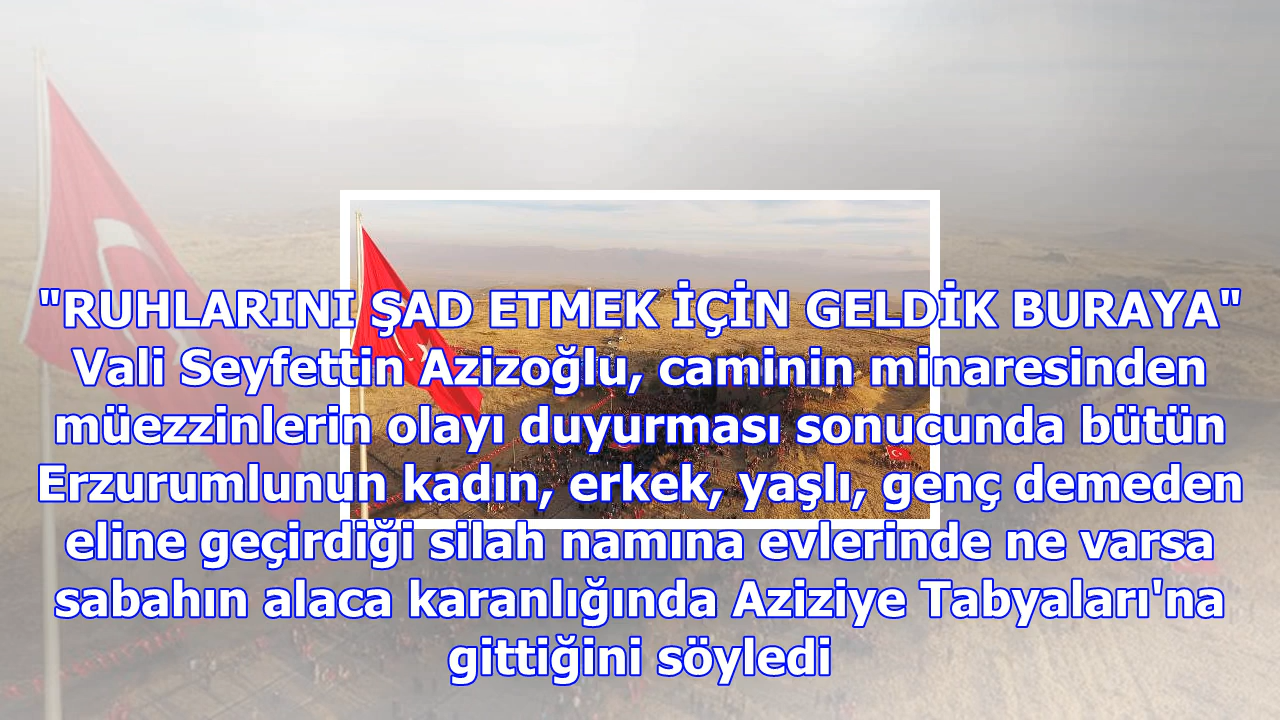 "RUHLARINI ŞAD ETMEK İÇİN GELDİK BURAYA"
Vali Seyfettin Azizoğlu, caminin minaresinden
müezzinlerin olayı duyurması sonucunda bütün
Erzurumlunun kadın, erkek, yaşlı, genç demeden
eline geçirdiği silah namına evlerinde ne varsa
sabahın alaca karanlığında Aziziye Tabyaları'na
gittiğini söyledi